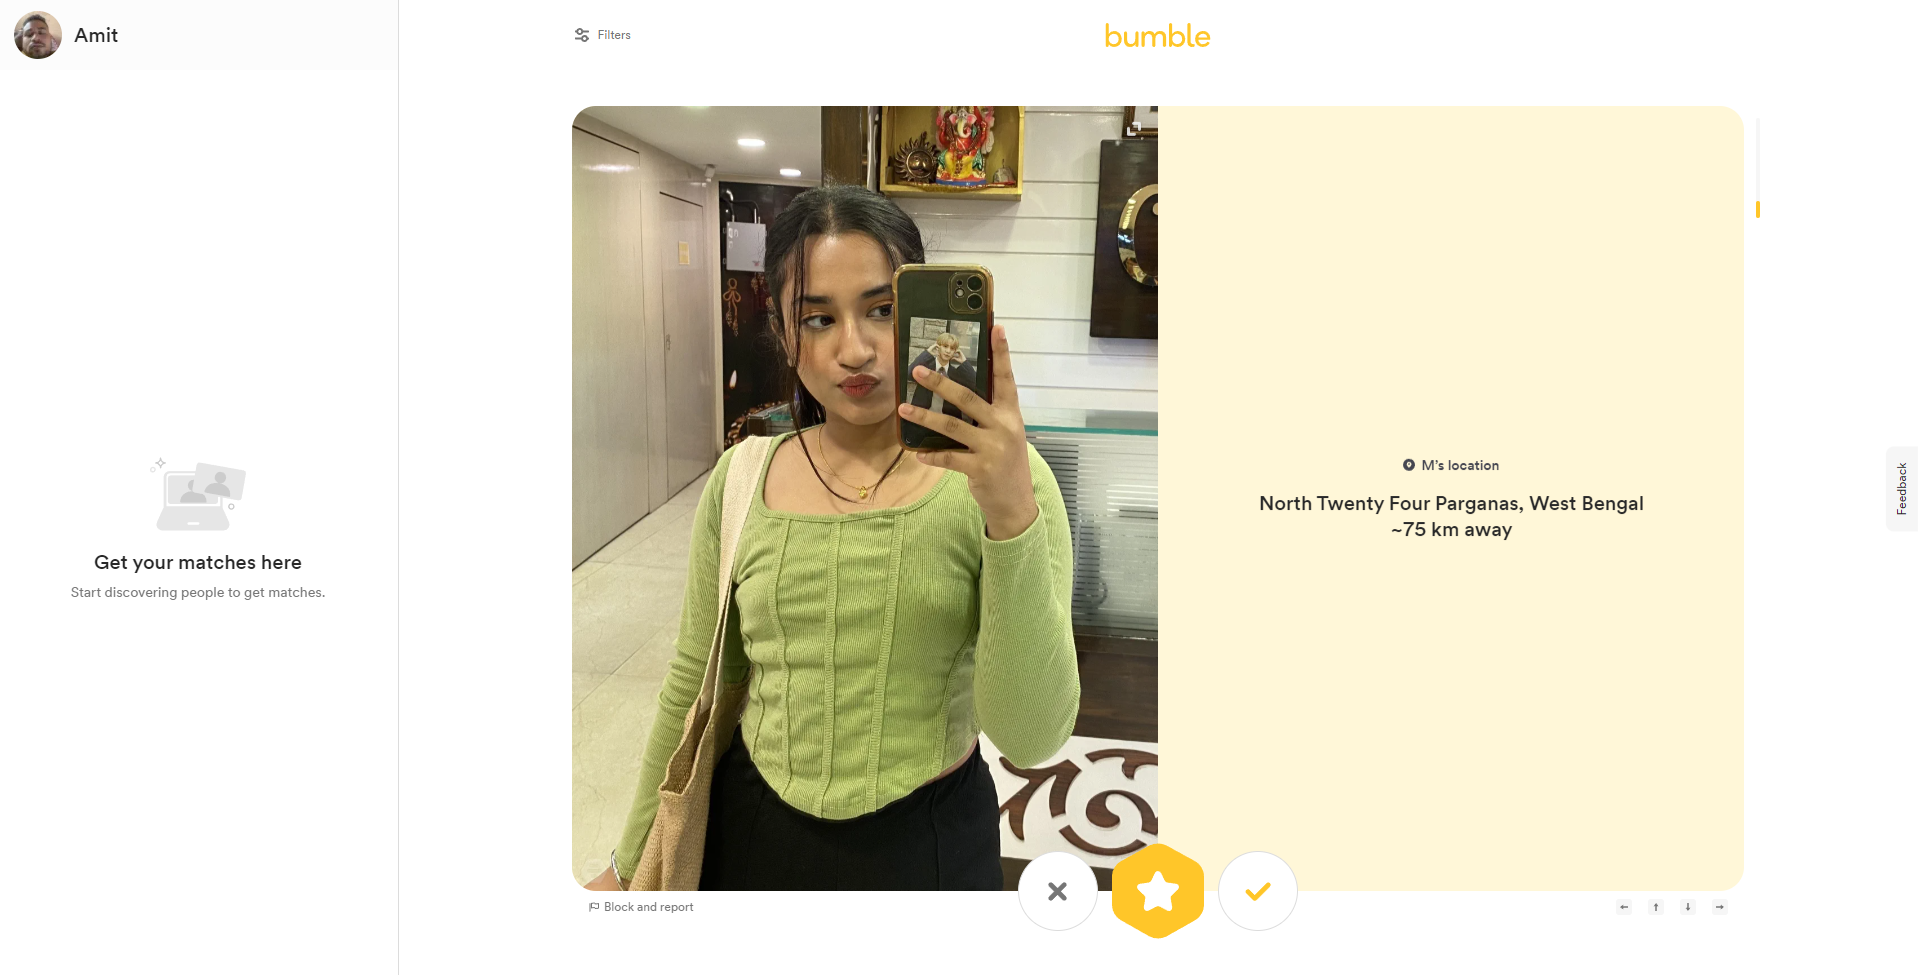 Amit
Filters
bumble
M's location
North Twenty Four Parganas, West Bengal
~75 km away
Get your matches here
Start discovering people to get matches.
Feedback
Block and report